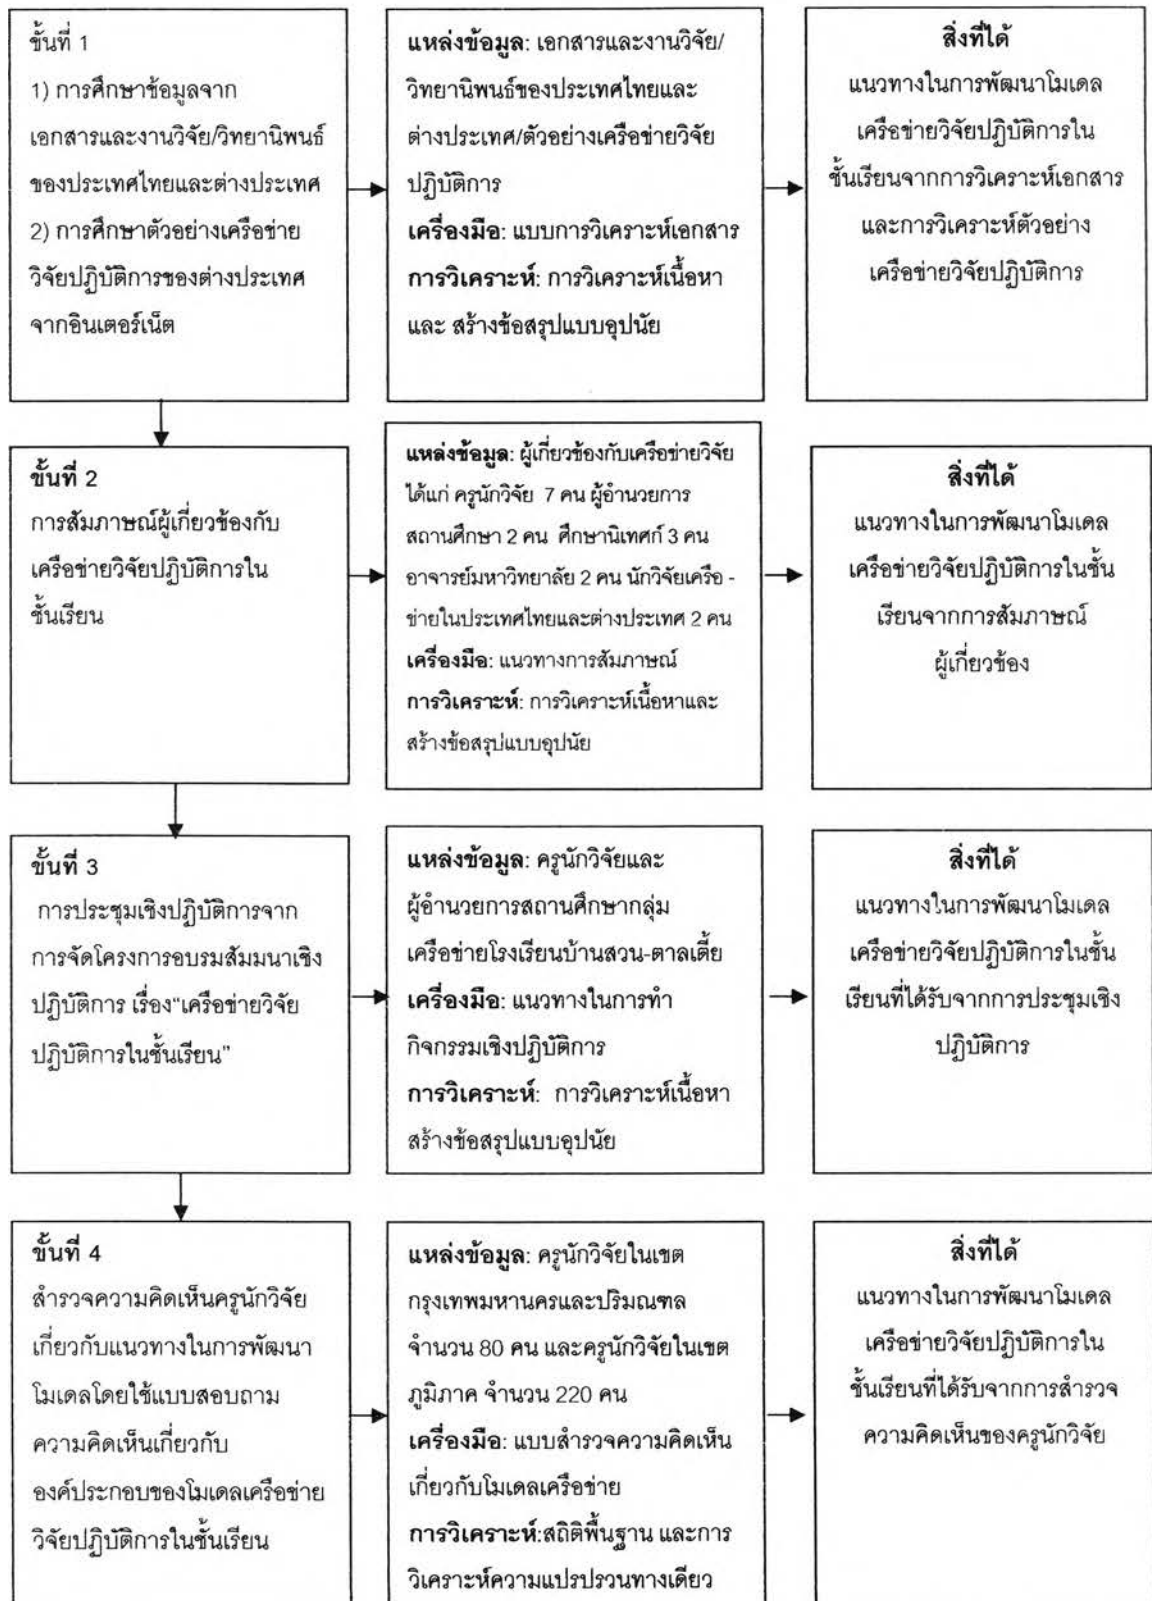 ขั้นที่ 1
1) การศึกษาข้อมูลจาก
เอกสารและงานวิจัย/วิทยานิพนธ์
ของประเทศไทยและต่างประเทศ
2) การศึกษาตัวอย่างเครือข่าย
วิจัยปฏิบัติการของต่างประเทศ
จากอินเตอร์เน็ต
แหล่งข้อมูล: เอกสารและงานวิจัย/
วิทยานิพนธ์ของประเทศไทยและ
ต่างประเทศ/ตัวอย่างเครือข่ายวิจัย
ปฏิบัติการ
เครื่องมือ: แบบการวิเคราะห์เอกสาร
การวิเคราะห์: การวิเคราะห์เนื้อหา
และ สร้างข้อสรุปแบบอุปนัย
สิ่งที่ได้
แนวทางในการพัฒนาโมเดล
เครือข่ายวิจัยปฏิบัติการใน
ชั้นเรียนจากการวิเคราะห์เอกสาร
และการวิเคราะห์ตัวอย่าง
เครือข่ายวิจัยปฏิบัติการ
ขั้นที่ 2
การสัมภาษณ์ผู้เกี่ยวข้องกับ
เครือข่ายวิจัยปฏิบัติการใน
ชั้นเรียน
แหล่งข้อมูล: ผู้เกี่ยวข้องกับเครือข่ายวิจัย
ได้แก่ ครูนักวิจัย 7 คน ผู้อำนวยการ
สถานศึกษา 2 คน ศึกษานิเทศก์ 3 คน
อาจารย์มหาวิทยาลัย 2 คน นักวิจัยเครือ -
ข่ายในประเทศไทยและต่างประเทศ 2 คน
เครื่องมือ: แนวทางการสัมภาษณ์
การวิเคราะห์: การวิเคราะห์เนื้อหาและ
สร้างข้อสรุปแบบอุปนัย
สิ่งที่ได้
แนวทางในการพัฒนาโมเดล
เครือข่ายวิจัยปฏิบัติการในชั้น
เรียนจากการสัมภาษณ์
ผู้เกี่ยวข้อง
ขั้นที่ 3
การประชุมเชิงปฏิบัติการจาก
การจัดโครงการอบรมสัมมนาเชิง
ปฏิบัติการ เรื่อง“เครือข่ายวิจัย
ปฏิบัติการในชั้นเรียน”
แหล่งข้อมูล: ครูนักวิจัยและ
ผู้อำนวยการสถานศึกษากลุ่ม
เครือข่ายโรงเรียนบ้านสวน-ตาลเตี้ย
เครื่องมือ: แนวทางในการทำ
กิจกรรมเชิงปฏิบัติการ
การวิเคราะห์: การวิเคราะห์เนื้อหา
สร้างข้อสรุปแบบอุปนัย
สิ่งที่ได้
แนวทางในการพัฒนาโมเดล
เครือข่ายวิจัยปฏิบัติการในชั้น
เรียนที่ได้รับจากการประชุมเชิง
ปฏิบัติการ
ขั้นที่ 4
สำรวจความคิดเห็นครูนักวิจัย
เกี่ยวกับแนวทางในการพัฒนา
โมเดลโดยใช้แบบสอบถาม
ความคิดเห็นเกี่ยวกับ
องค์ประกอบของโมเดลเครือข่าย
วิจัยปฏิบัติการในชั้นเรียน
แหล่งข้อมูล: ครูนักวิจัยในเขต
กรุงเทพมหานครและปริมณฑล
จำนวน 80 คน และครูนักวิจัยในเขต
ภูมิภาค จำนวน 220 คน
เครื่องมือ: แบบสำรวจความคิดเห็น
เกี่ยวกับโมเดลเครือข่าย
การวิเคราะห์:สถิติพื้นฐาน และการ
วิเคราะห์ความแปรปรวนทางเดียว
สิ่งที่ได้
แนวทางในการพัฒนาโมเดล
เครือข่ายวิจัยปฏิบัติการใน
ชั้นเรียนที่ได้รับจากการสำรวจ
ความคิดเห็นของครูนักวิจัย